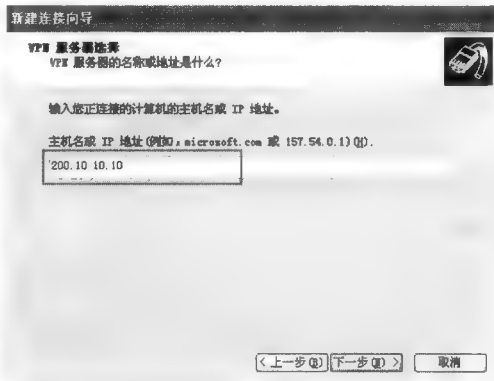 新建连接向导
VPN 服务器选择
VPN 服务器的名称或地址是什么?
输入您正连接的计算机的主机名或 IP 地址。
主机名或 IP 地址(例如，microsoft.com 或 157.54.0.1)(H).
200.10 10.10
<上一步(B) 下一步(N)> 取消